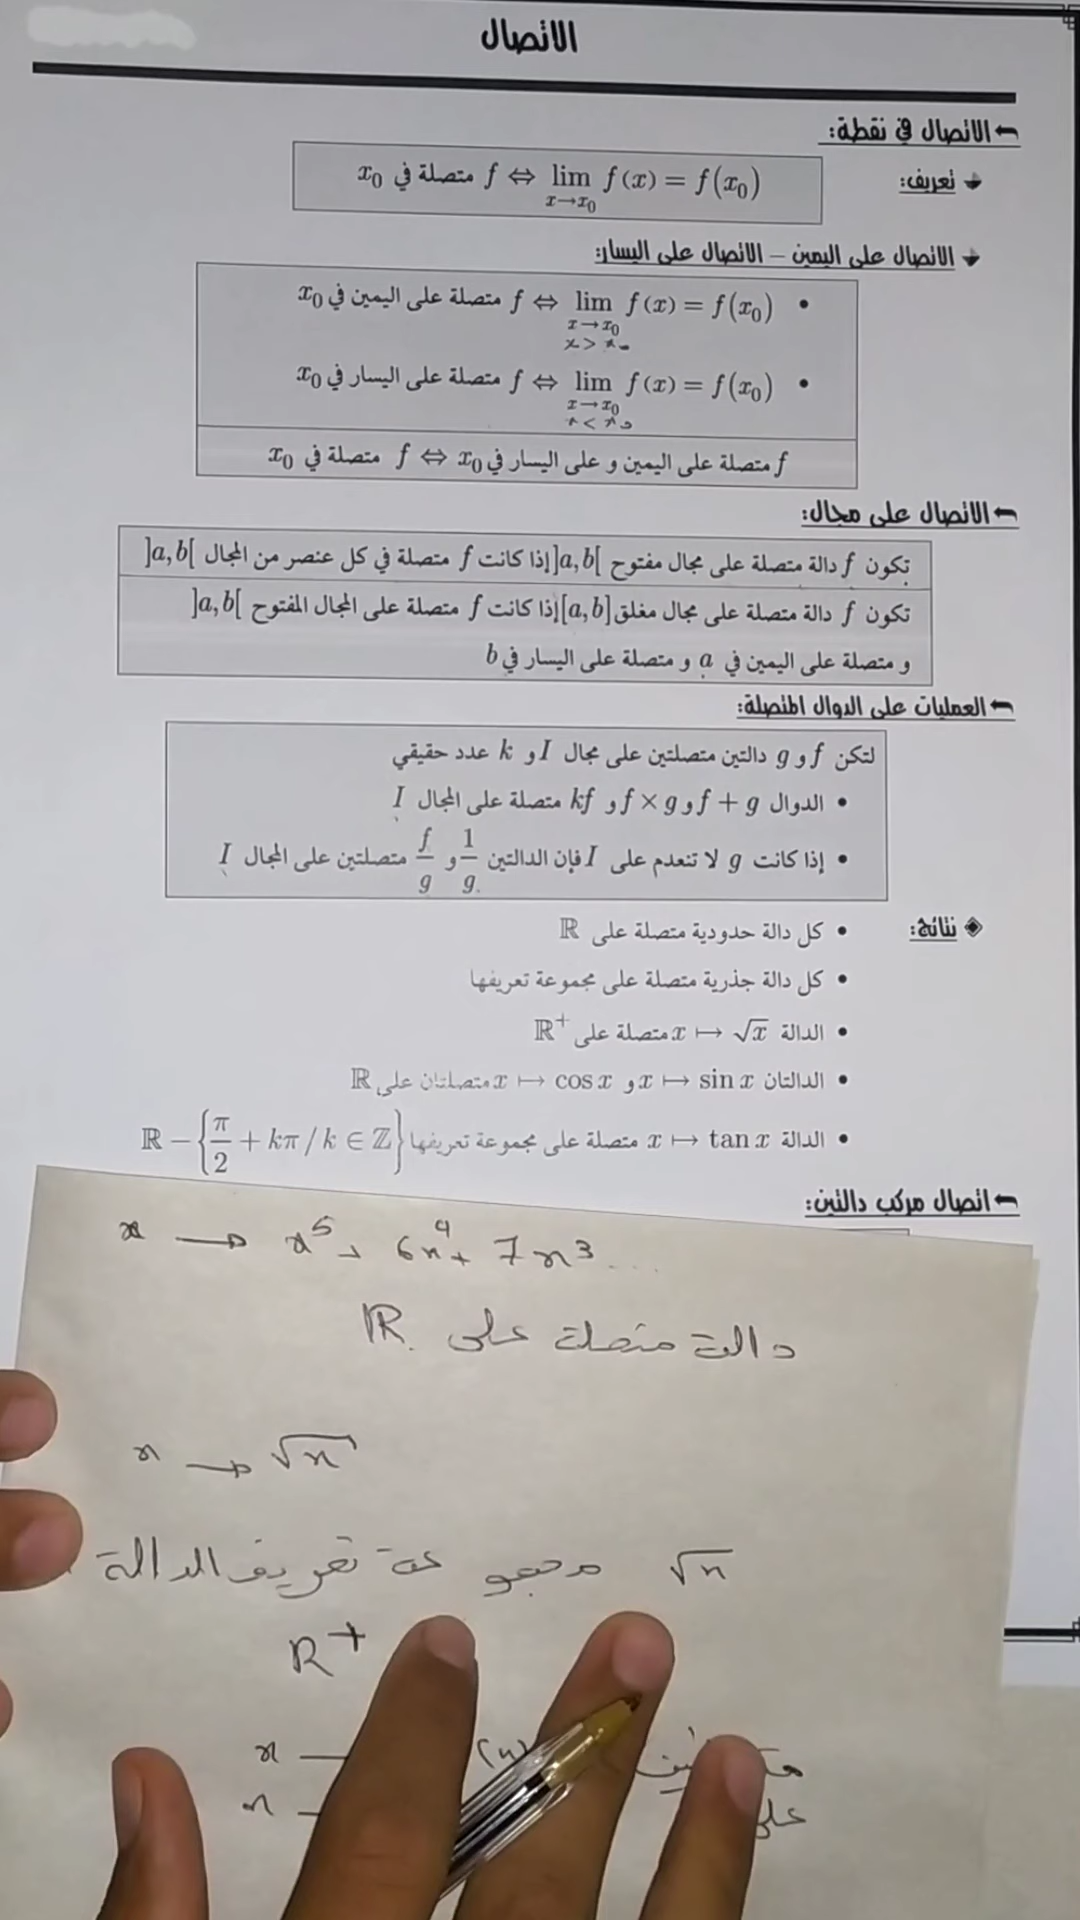 الاتصال
الاتصال في نقطة:
تعريف:
f متصلة في x₀ ⇔ lim_{x→x₀} f(x) = f(x₀)
الاتصال على اليمين – الاتصال على اليسار:
• f متصلة على اليمين في x₀ ⇔ lim_{x→x₀, x>x₀} f(x) = f(x₀)
• f متصلة على اليسار في x₀ ⇔ lim_{x→x₀, x<x₀} f(x) = f(x₀)
f متصلة على اليمين و على اليسار في x₀ ⇔ f متصلة في x₀
الاتصال على مجال:
تكون f دالة متصلة على مجال مفتوح ]a,b[ إذا كانت f متصلة في كل عنصر من المجال ]a,b[
تكون f دالة متصلة على مجال مغلق [a,b] إذا كانت f متصلة على المجال المفتوح ]a,b[
و متصلة على اليمين في a و متصلة على اليسار في b
العمليات على الدوال المتصلة:
لتكن f و g دالتين متصلتين على مجال I و k عدد حقيقي
• الدوال f + g و f × g و kf متصلة على المجال I
• إذا كانت g لا تنعدم على I فإن الدالتين 1/g و f/g متصلتين على المجال I
نتائج:
• كل دالة حدودية متصلة على ℝ
• كل دالة جذرية متصلة على مجموعة تعريفها
• الدالة x ↦ √x متصلة على ℝ⁺
• الدالتان x ↦ sin x و x ↦ cos x متصلتان على ℝ
• الدالة x ↦ tan x متصلة على مجموعة تعريفها ℝ − {π/2 + kπ / k ∈ ℤ}
اتصال مركب دالتين:
x → x⁵ + 6x⁴ + 7x³ ...
دالة متصلة على ℝ
x → √x
√x مجموعة تعريف الدالة
ℝ⁺
x
x